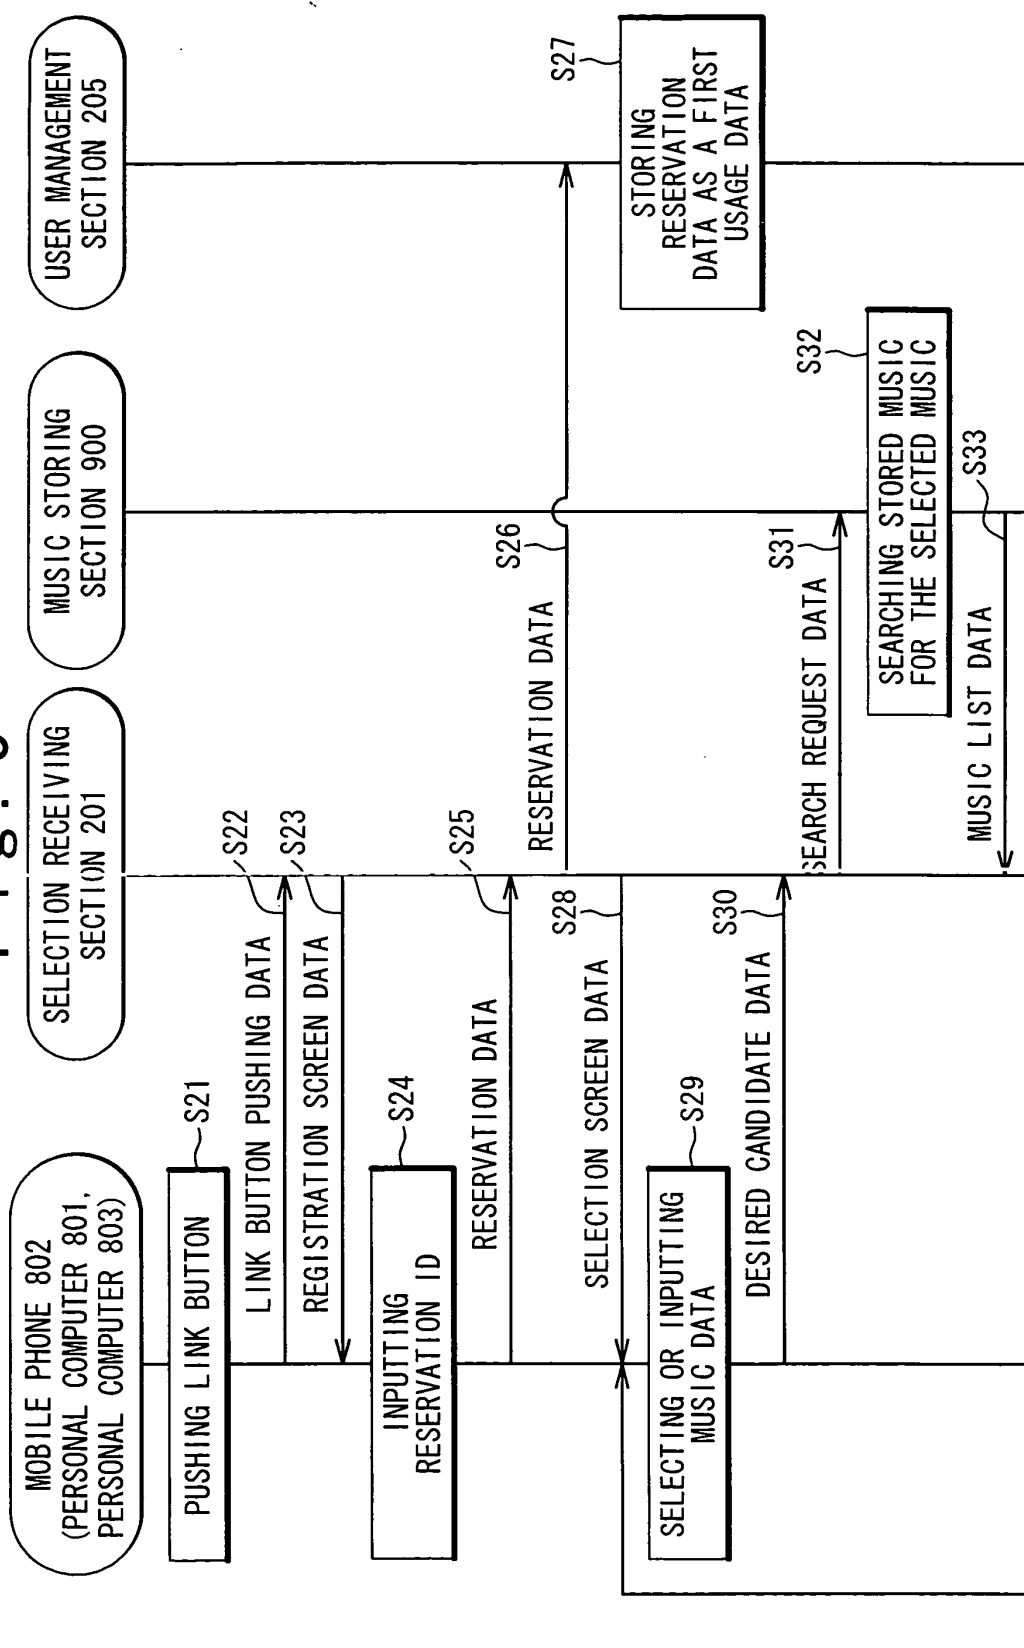 MOBILE PHONE 802
(PERSONAL COMPUTER 801,
PERSONAL COMPUTER 803)
SELECTION RECEIVING
SECTION 201
MUSIC STORING
SECTION 900
USER MANAGEMENT
SECTION 205
PUSHING LINK BUTTON
S21
LINK BUTTON PUSHING DATA
S22
REGISTRATION SCREEN DATA
S23
INPUTTING
RESERVATION ID
S24
RESERVATION DATA
S25
RESERVATION DATA
S26
STORING
RESERVATION
DATA AS A FIRST
USAGE DATA
S27
SELECTION SCREEN DATA
S28
SELECTING OR INPUTTING
MUSIC DATA
S29
DESIRED CANDIDATE DATA
S30
SEARCH REQUEST DATA
S31
SEARCHING STORED MUSIC
FOR THE SELECTED MUSIC
S32
MUSIC LIST DATA
S33